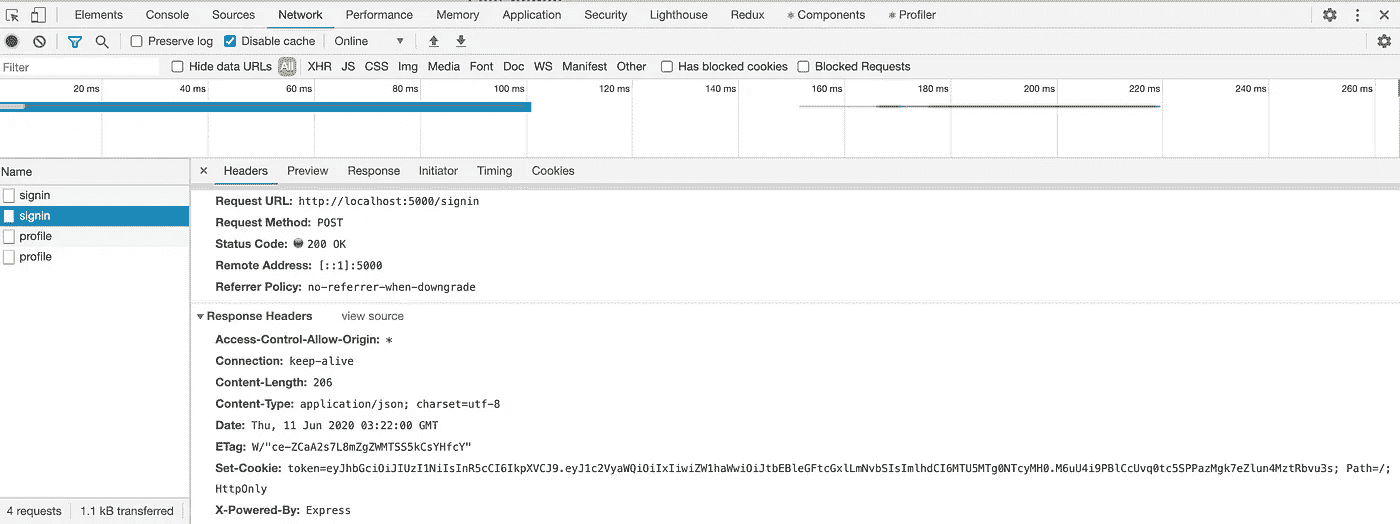 Elements Console Sources Network Performance Memory Application Security Lighthouse Redux Components Profiler
Preserve log Disable cache Online
Filter Hide data URLs All XHR JS CSS Img Media Font Doc WS Manifest Other Has blocked cookies Blocked Requests
20 ms 40 ms 60 ms 80 ms 100 ms 120 ms 140 ms 160 ms 180 ms 200 ms 220 ms 240 ms 260 ms
Name Headers Preview Response Initiator Timing Cookies
signin
signin
profile
profile
Request URL: http://localhost:5000/signin
Request Method: POST
Status Code: 200 OK
Remote Address: [::1]:5000
Referrer Policy: no-referrer-when-downgrade
Response Headers view source
Access-Control-Allow-Origin: *
Connection: keep-alive
Content-Length: 206
Content-Type: application/json; charset=utf-8
Date: Thu, 11 Jun 2020 03:22:00 GMT
ETag: W/"ce-ZCaA2s7L8mZgZWMTSS5kCsYHfcY"
Set-Cookie: token=eyJhbGciOiJIUzI1NiIsInR5cCI6IkpXVCJ9.eyJ1c2VyaWQiOiIxIiwiZW1haWwiOiJtbEBleGFtcGxlLmNvbSIsImlhdCI6MTU5MTg0NTcyMH0.M6uU4i9PBlCcUvq0tc5SPPazMgk7eZlun4MztRbvu3s; Path=/;
HttpOnly
X-Powered-By: Express
4 requests 1.1 kB transferred